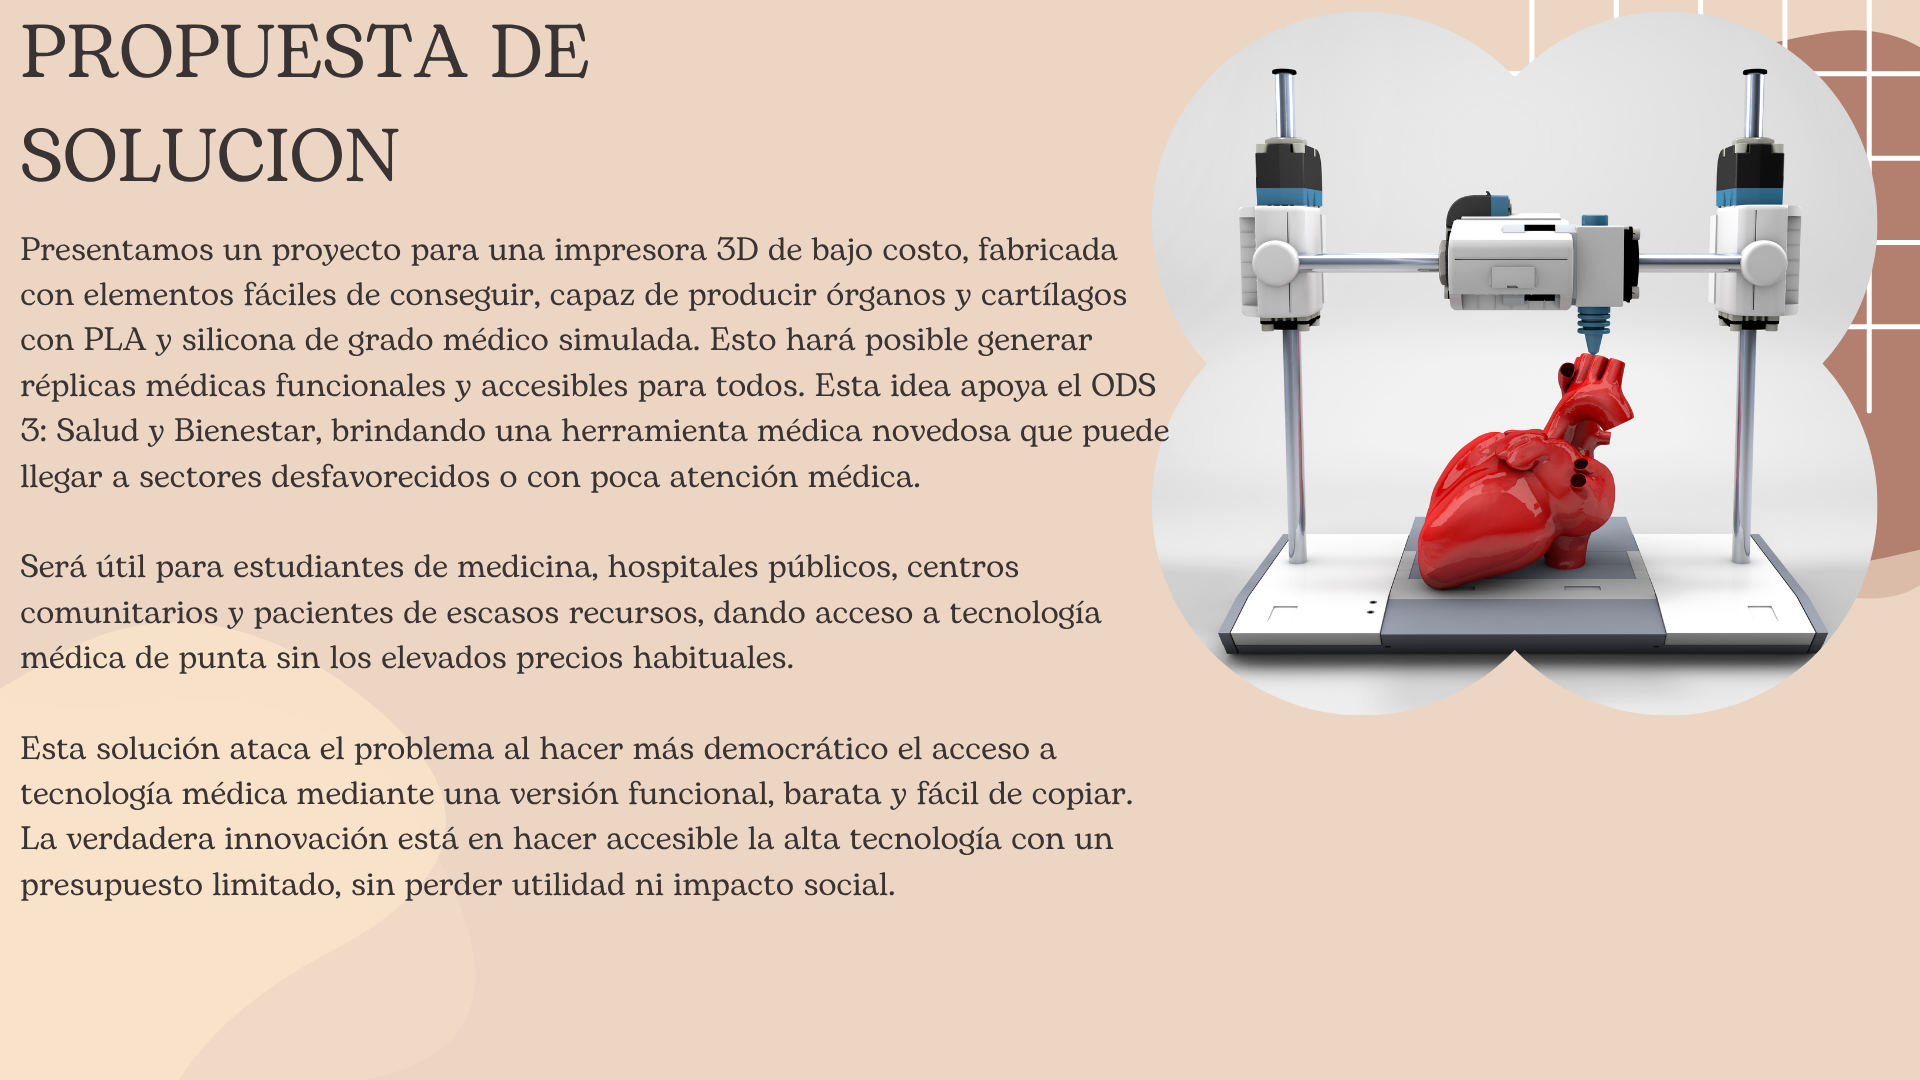 PROPUESTA DE
SOLUCION
Presentamos un proyecto para una impresora 3D de bajo costo, fabricada
con elementos fáciles de conseguir, capaz de producir órganos y cartílagos
con PLA y silicona de grado médico simulada. Esto hará posible generar
réplicas médicas funcionales y accesibles para todos. Esta idea apoya el ODS
3: Salud y Bienestar, brindando una herramienta médica novedosa que puede
llegar a sectores desfavorecidos o con poca atención médica.
Será útil para estudiantes de medicina, hospitales públicos, centros
comunitarios y pacientes de escasos recursos, dando acceso a tecnología
médica de punta sin los elevados precios habituales.
Esta solución ataca el problema al hacer más democrático el acceso a
tecnología médica mediante una versión funcional, barata y fácil de copiar.
La verdadera innovación está en hacer accesible la alta tecnología con un
presupuesto limitado, sin perder utilidad ni impacto social.